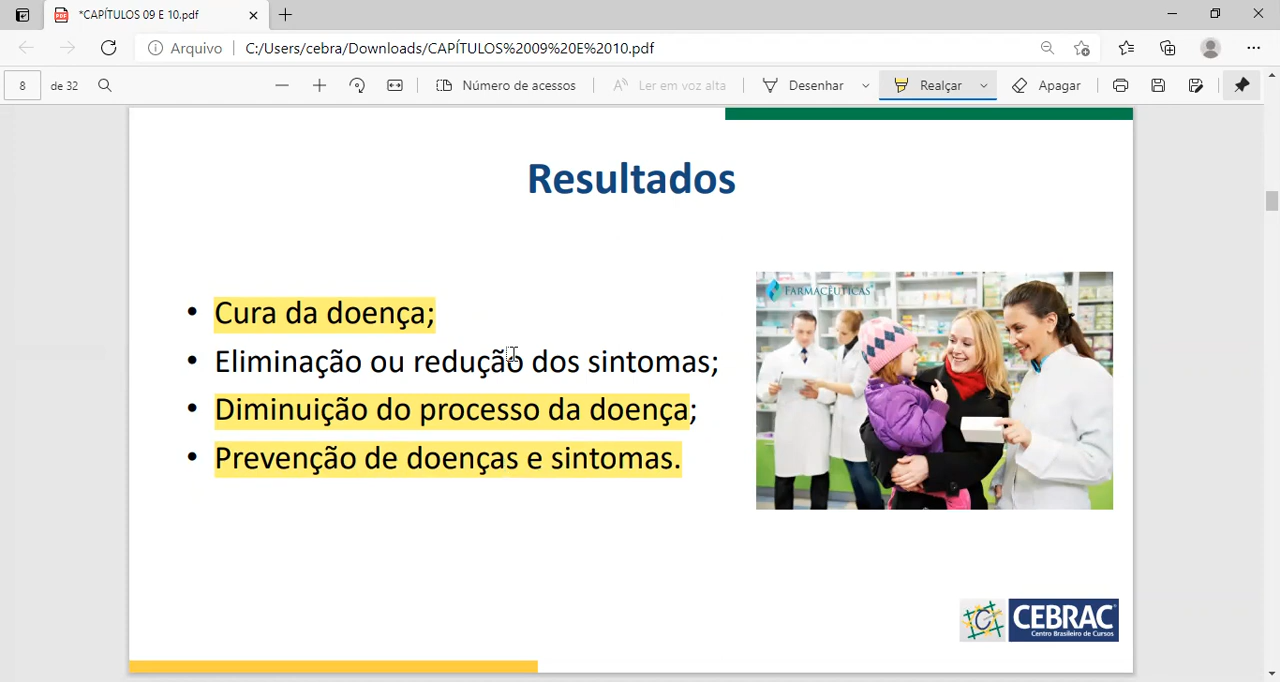 *CAPÍTULOS 09 E 10.pdf
Arquivo C:/Users/cebra/Downloads/CAPÍTULOS%2009%20E%2010.pdf
8 de 32 Número de acessos Ler em voz alta Desenhar Realçar Apagar
Resultados
• Cura da doença;
• Eliminação ou redução dos sintomas;
• Diminuição do processo da doença;
• Prevenção de doenças e sintomas.
FARMACÊUTICAS
CEBRAC
Centro Brasileiro de Cursos